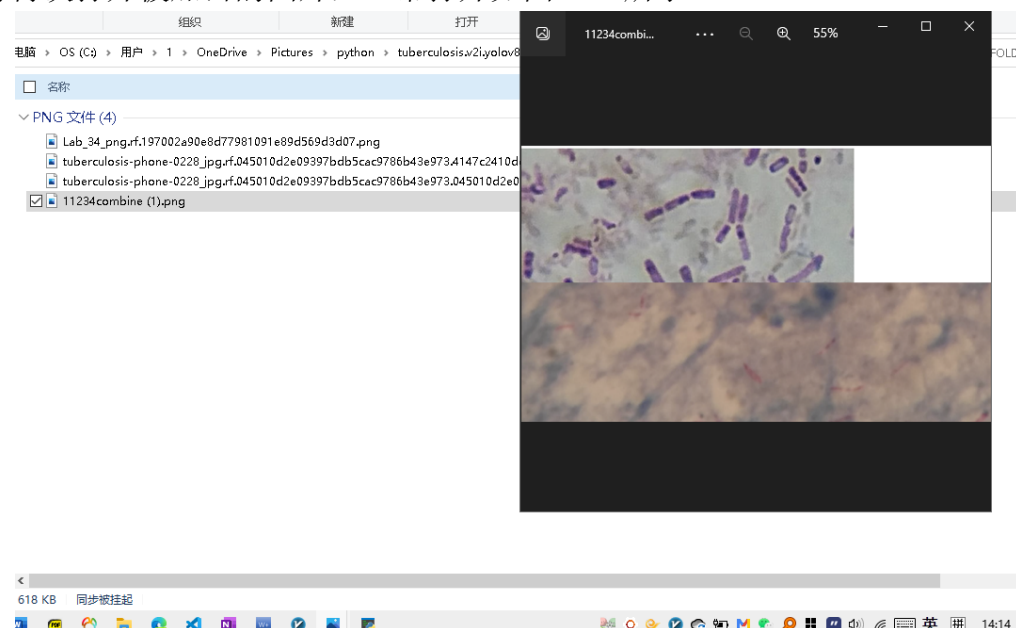 组织 新建 打开
电脑 > OS (C:) > 用户 > 1 > OneDrive > Pictures > python > tuberculosis.v2i.yolov8
11234combi... ... 55%
FOLD
名称
PNG 文件 (4)
Lab_34_png.rf.197002a90e8d77981091e89d569d3d07.png
tuberculosis-phone-0228_jpg.rf.045010d2e09397bdb5cac9786b43e973.4147c2410d
tuberculosis-phone-0228_jpg.rf.045010d2e09397bdb5cac9786b43e973.045010d2e0
11234combine (1).png
618 KB 同步被挂起
英 拼 14:14